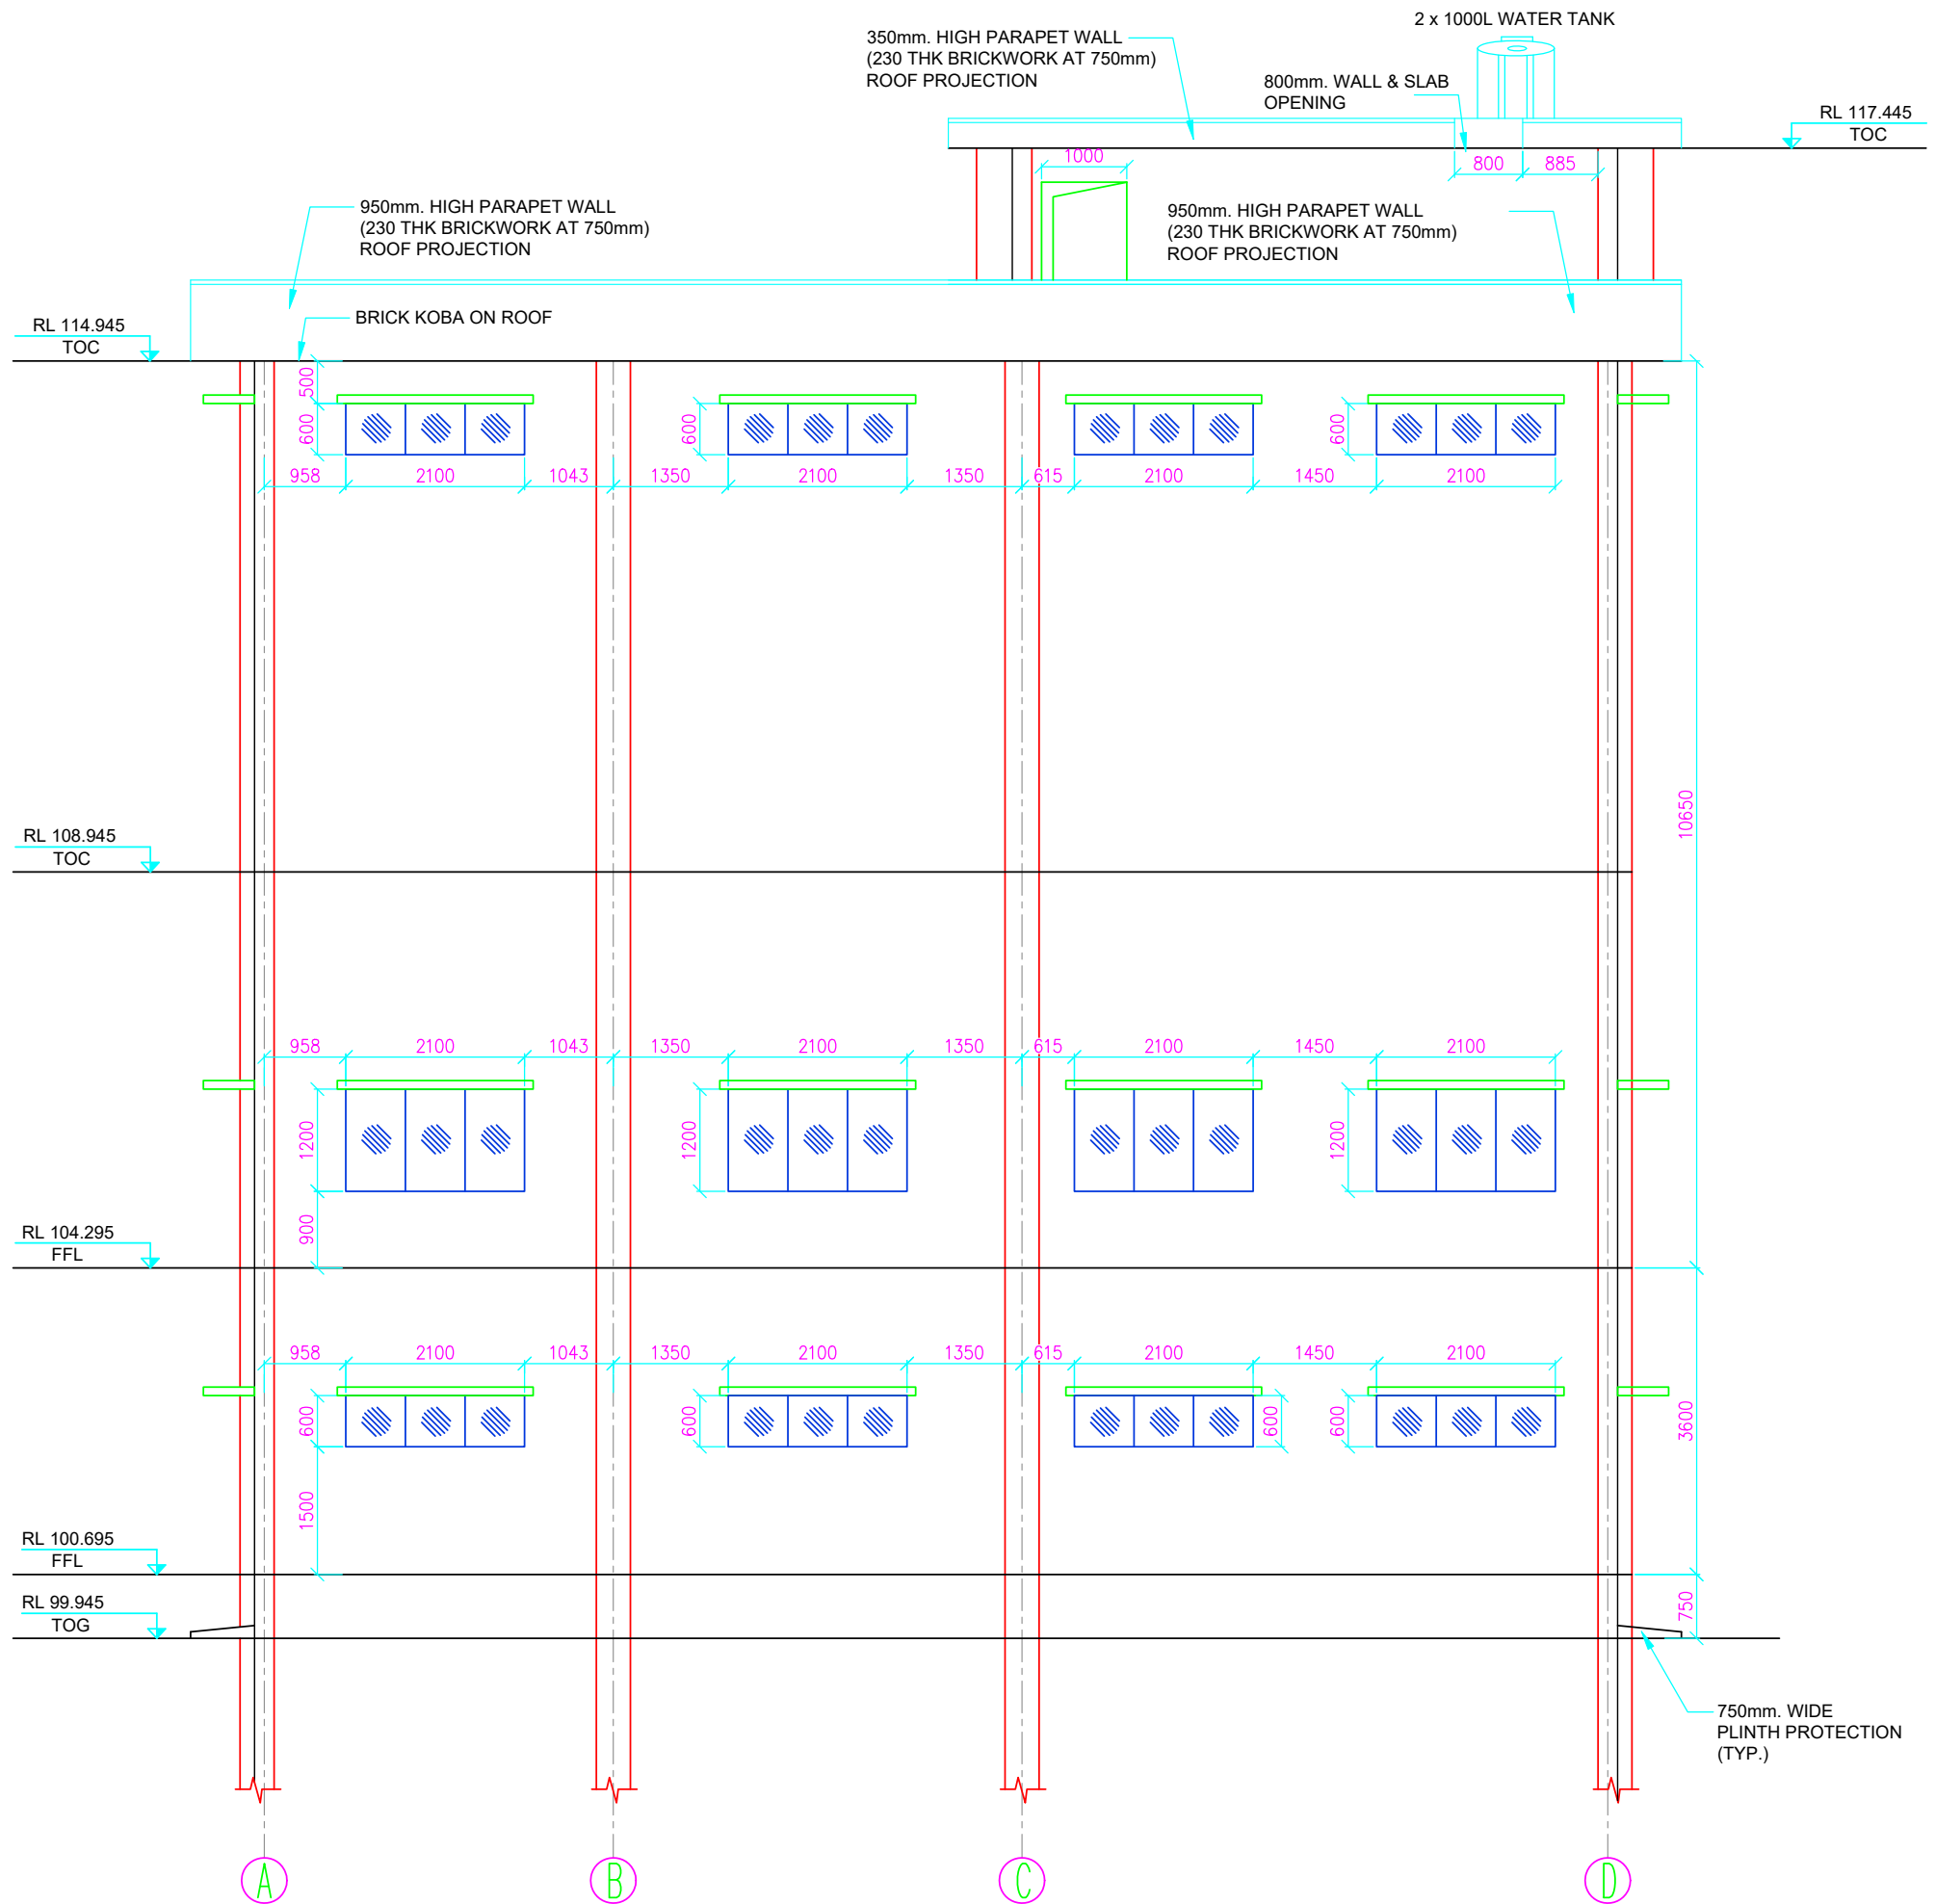 2 x 1000L WATER TANK
350mm. HIGH PARAPET WALL
(230 THK BRICKWORK AT 750mm)
ROOF PROJECTION
800mm. WALL & SLAB
OPENING
RL 117.445
TOC
1000
800 885
950mm. HIGH PARAPET WALL
(230 THK BRICKWORK AT 750mm)
ROOF PROJECTION
950mm. HIGH PARAPET WALL
(230 THK BRICKWORK AT 750mm)
ROOF PROJECTION
BRICK KOBA ON ROOF
RL 114.945
TOC
500
600
600
600
958 2100 1043 1350 2100 1350 615 2100 1450 2100
10650
RL 108.945
TOC
958 2100 1043 1350 2100 1350 615 2100 1450 2100
1200
1200
1200
900
RL 104.295
FFL
958 2100 1043 1350 2100 1350 615 2100 1450 2100
600
600
600
600
3600
1500
RL 100.695
FFL
RL 99.945
TOG
750
750mm. WIDE
PLINTH PROTECTION
(TYP.)
A B C D